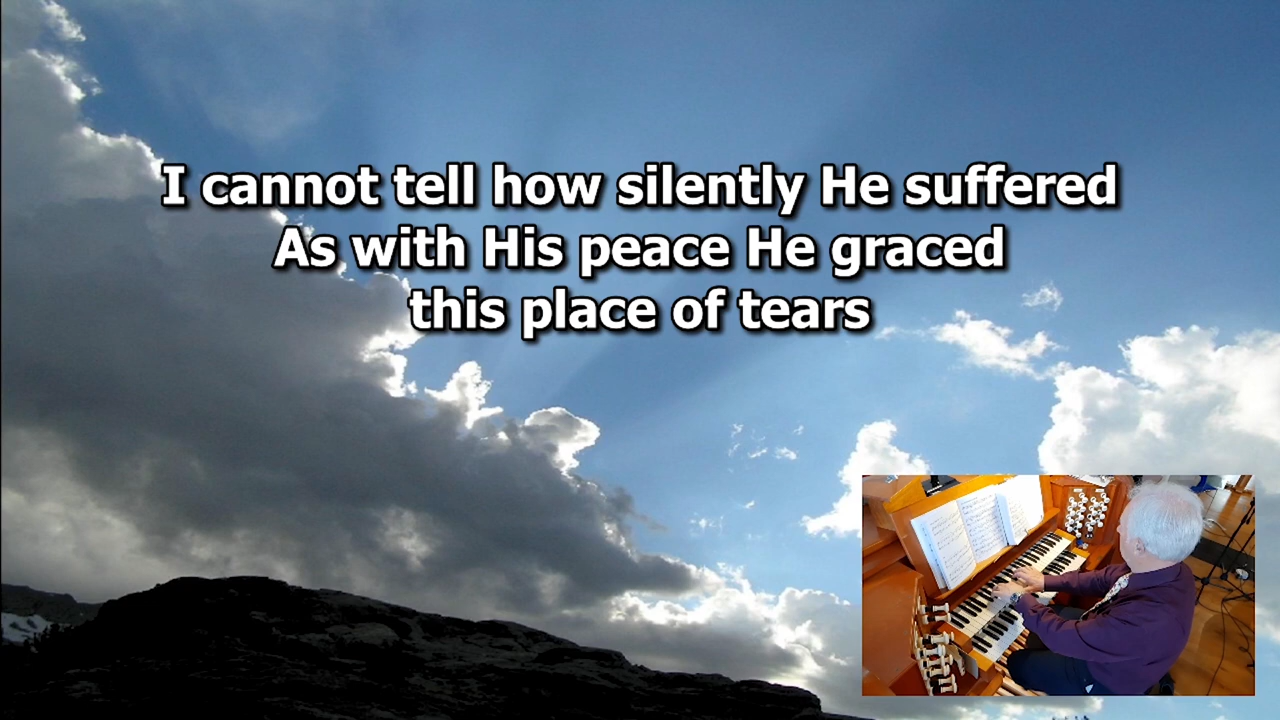 I cannot tell how silently He suffered
As with His peace He graced
this place of tears